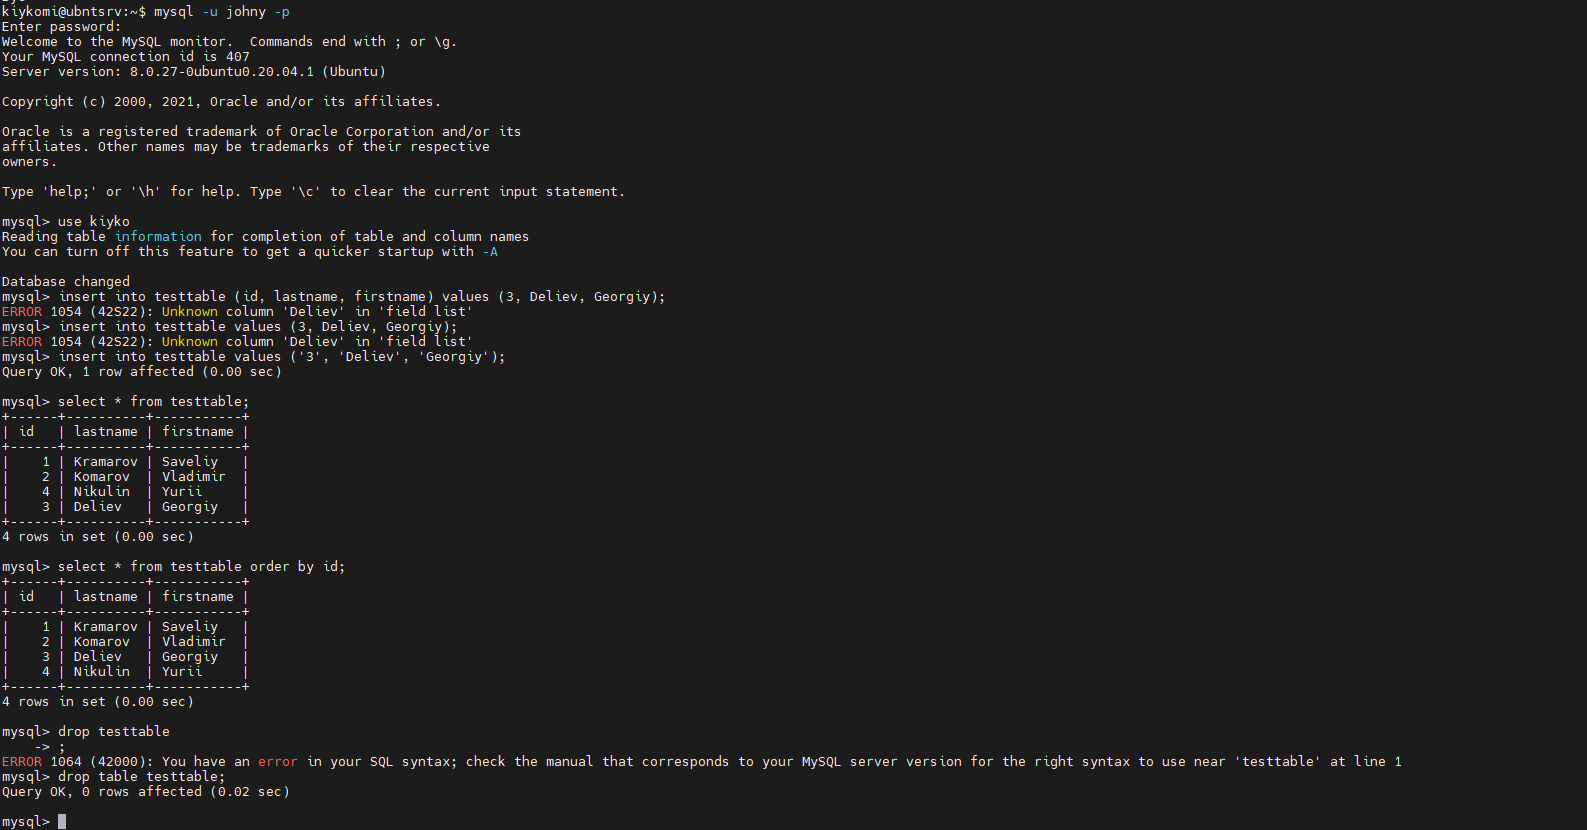 kiykomi@ubntsrv:~$ mysql -u johny -p
Enter password:
Welcome to the MySQL monitor.  Commands end with ; or \g.
Your MySQL connection id is 407
Server version: 8.0.27-0ubuntu0.20.04.1 (Ubuntu)
Copyright (c) 2000, 2021, Oracle and/or its affiliates.
Oracle is a registered trademark of Oracle Corporation and/or its
affiliates. Other names may be trademarks of their respective
owners.
Type 'help;' or '\h' for help. Type '\c' to clear the current input statement.
mysql> use kiyko
Reading table information for completion of table and column names
You can turn off this feature to get a quicker startup with -A
Database changed
mysql> insert into testtable (id, lastname, firstname) values (3, Deliev, Georgiy);
ERROR 1054 (42S22): Unknown column 'Deliev' in 'field list'
mysql> insert into testtable values (3, Deliev, Georgiy);
ERROR 1054 (42S22): Unknown column 'Deliev' in 'field list'
mysql> insert into testtable values ('3', 'Deliev', 'Georgiy');
Query OK, 1 row affected (0.00 sec)
mysql> select * from testtable;
+------+----------+-----------+
| id   | lastname | firstname |
+------+----------+-----------+
|    1 | Kramarov | Saveliy   |
|    2 | Komarov  | Vladimir  |
|    4 | Nikulin  | Yurii     |
|    3 | Deliev   | Georgiy   |
+------+----------+-----------+
4 rows in set (0.00 sec)
mysql> select * from testtable order by id;
+------+----------+-----------+
| id   | lastname | firstname |
+------+----------+-----------+
|    1 | Kramarov | Saveliy   |
|    2 | Komarov  | Vladimir  |
|    3 | Deliev   | Georgiy   |
|    4 | Nikulin  | Yurii     |
+------+----------+-----------+
4 rows in set (0.00 sec)
mysql> drop testtable
    -> ;
ERROR 1064 (42000): You have an error in your SQL syntax; check the manual that corresponds to your MySQL server version for the right syntax to use near 'testtable' at line 1
mysql> drop table testtable;
Query OK, 0 rows affected (0.02 sec)
mysql>